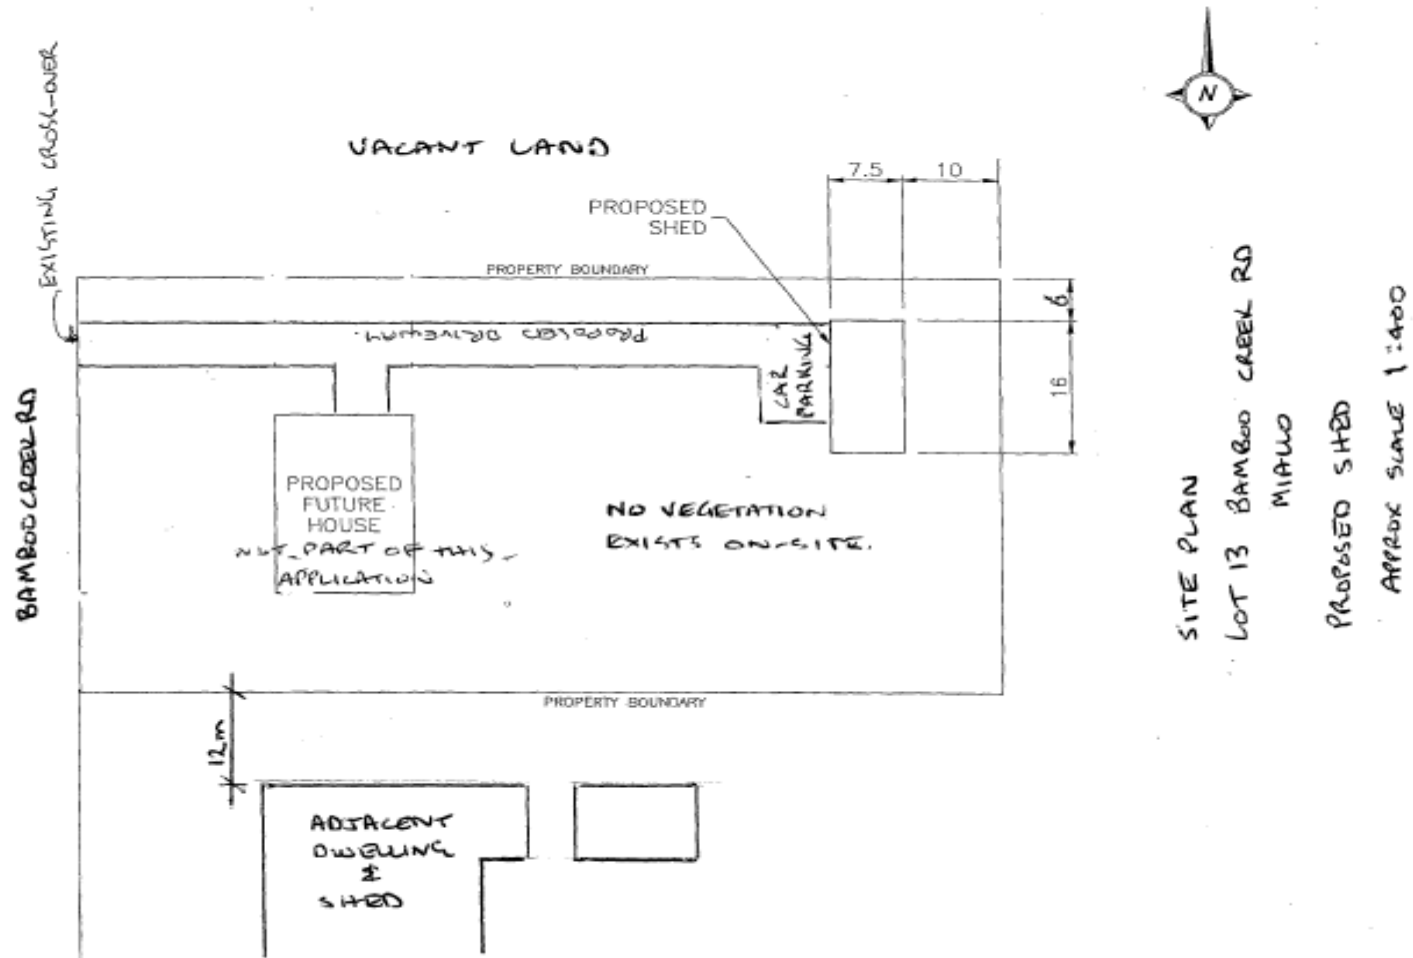 EXISTING CROSS-OVER
N
VACANT LAND
7.5
10
PROPOSED
SHED
PROPERTY BOUNDARY
6
PROPOSED DRIVEWAY.
CAR
PARKING
16
BAMBOO CREEK RD
PROPOSED
FUTURE
HOUSE
NOT PART OF THIS
APPLICATION
NO VEGETATION
EXISTS ON-SITE.
PROPERTY BOUNDARY
12m
ADJACENT
DWELLING
&
SHED
SITE PLAN
LOT 13 BAMBOO CREEK RD
MIALLO
PROPOSED SHED
APPROX SCALE 1:400